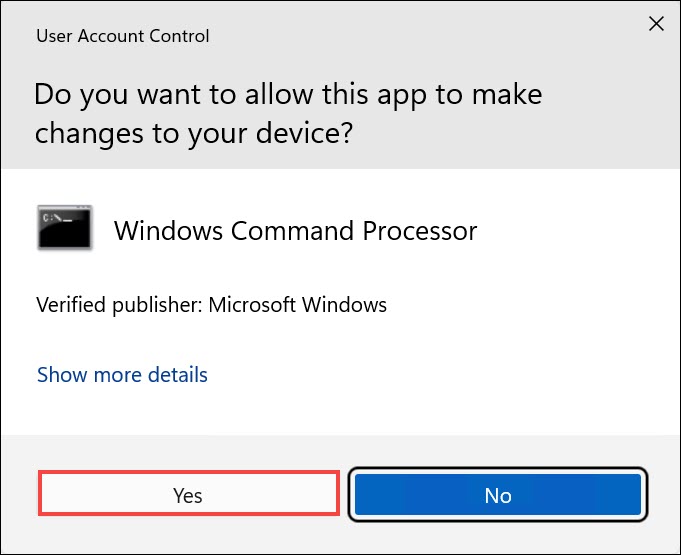 User Account Control
Do you want to allow this app to make
changes to your device?
C:\_
Windows Command Processor
Verified publisher: Microsoft Windows
Show more details
Yes
No